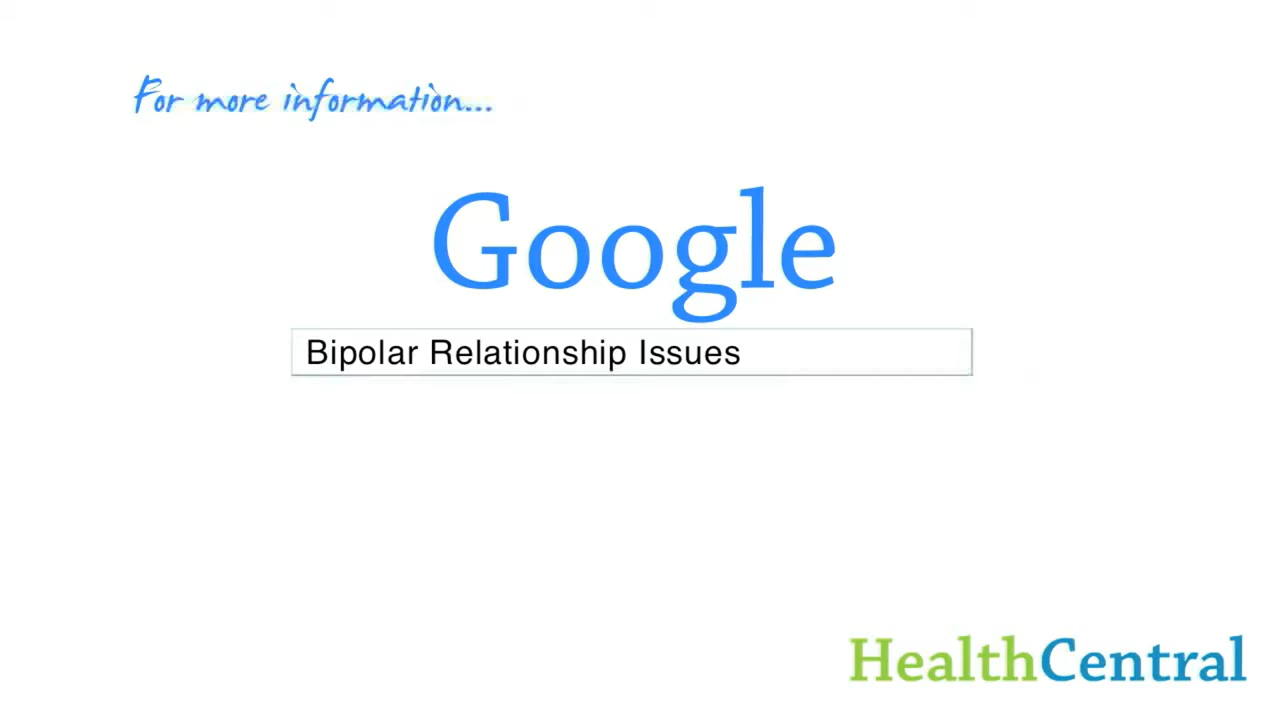 For more information...
Google
Bipolar Relationship Issues
HealthCentral